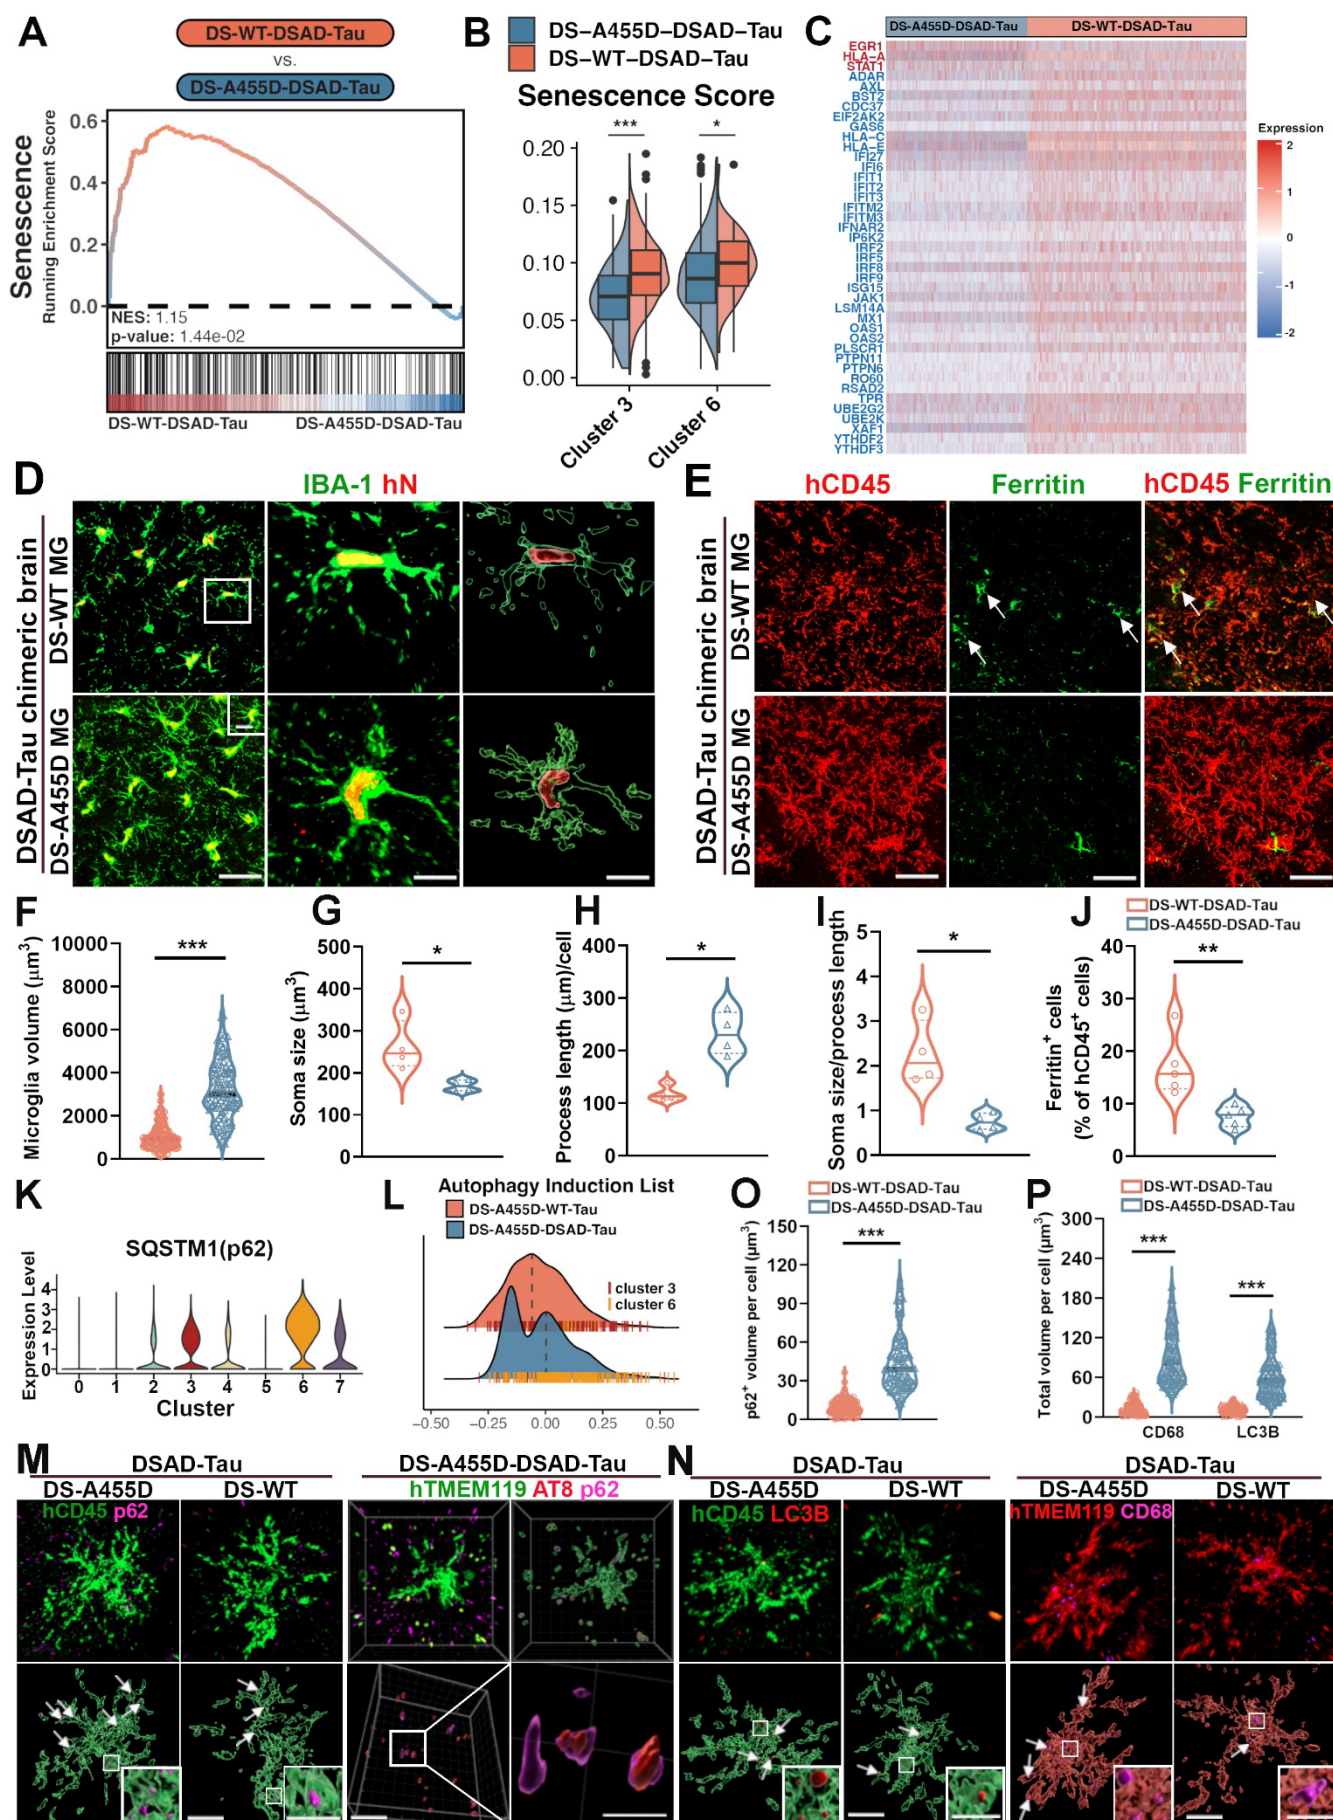 A
DS-WT-DSAD-Tau
vs.
DS-A455D-DSAD-Tau
Senescence
Running Enrichment Score
0.6
0.4
0.2
0.0
NES: 1.15
p-value: 1.44e-02
DS-WT-DSAD-Tau
DS-A455D-DSAD-Tau
B
DS-A455D-DSAD-Tau
DS-WT-DSAD-Tau
Senescence Score
***
*
0.20
0.15
0.10
0.05
0.00
Cluster 3
Cluster 6
C
DS-A455D-DSAD-Tau
DS-WT-DSAD-Tau
EGR1
HLA-A
STAT1
ADAR
AXL
BST2
CDC37
EIF2AK2
GAS6
HLA-C
HLA-E
IFI27
IFI6
IFIT1
IFIT2
IFIT3
IFITM2
IFITM3
IFNAR2
IP6K2
IRF2
IRF5
IRF8
IRF9
ISG15
JAK1
LSM14A
MX1
OAS1
OAS2
PLSCR1
PTPN11
PTPN6
RO60
RSAD2
TPR
UBE2G2
UBE2K
XAF1
YTHDF2
YTHDF3
Expression
2
1
0
-1
-2
D
IBA-1 hN
DSAD-Tau chimeric brain
DS-WT MG
DS-A455D MG
E
hCD45
Ferritin
hCD45 Ferritin
DSAD-Tau chimeric brain
DS-WT MG
DS-A455D MG
F
Microglia volume (μm³)
10000
8000
6000
4000
2000
0
***
G
Soma size (μm³)
500
400
300
200
100
0
*
H
Process length (μm)/cell
400
300
200
100
0
*
I
Soma size/process length
5
4
3
2
1
0
*
J
DS-WT-DSAD-Tau
DS-A455D-DSAD-Tau
Ferritin⁺ cells
(% of hCD45⁺ cells)
40
30
20
10
0
**
K
SQSTM1(p62)
Expression Level
4
3
2
1
0
0 1 2 3 4 5 6 7
Cluster
L
Autophagy Induction List
DS-A455D-WT-Tau
DS-A455D-DSAD-Tau
cluster 3
cluster 6
−0.50 −0.25 0.00 0.25 0.50
O
DS-WT-DSAD-Tau
DS-A455D-DSAD-Tau
p62⁺ volume per cell (μm³)
150
120
90
60
30
0
***
P
DS-WT-DSAD-Tau
DS-A455D-DSAD-Tau
Total volume per cell (μm³)
300
240
180
120
60
0
***
***
CD68
LC3B
M
DSAD-Tau
DS-A455D
DS-WT
hCD45 p62
DS-A455D-DSAD-Tau
hTMEM119 AT8 p62
N
DSAD-Tau
DS-A455D
DS-WT
hCD45 LC3B
DSAD-Tau
DS-A455D
DS-WT
hTMEM119 CD68